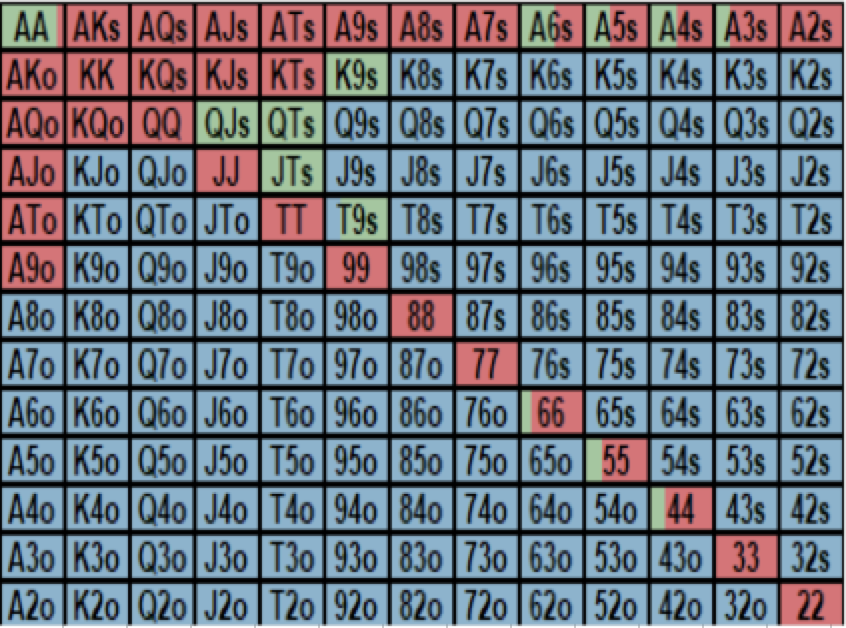 AA AKs AQs AJs ATs A9s A8s A7s A6s A5s A4s A3s A2s
AKo KK KQs KJs KTs K9s K8s K7s K6s K5s K4s K3s K2s
AQo KQo QQ QJs QTs Q9s Q8s Q7s Q6s Q5s Q4s Q3s Q2s
AJo KJo QJo JJ JTs J9s J8s J7s J6s J5s J4s J3s J2s
ATo KTo QTo JTo TT T9s T8s T7s T6s T5s T4s T3s T2s
A9o K9o Q9o J9o T9o 99 98s 97s 96s 95s 94s 93s 92s
A8o K8o Q8o J8o T8o 98o 88 87s 86s 85s 84s 83s 82s
A7o K7o Q7o J7o T7o 97o 87o 77 76s 75s 74s 73s 72s
A6o K6o Q6o J6o T6o 96o 86o 76o 66 65s 64s 63s 62s
A5o K5o Q5o J5o T5o 95o 85o 75o 65o 55 54s 53s 52s
A4o K4o Q4o J4o T4o 94o 84o 74o 64o 54o 44 43s 42s
A3o K3o Q3o J3o T3o 93o 83o 73o 63o 53o 43o 33 32s
A2o K2o Q2o J2o T2o 92o 82o 72o 62o 52o 42o 32o 22